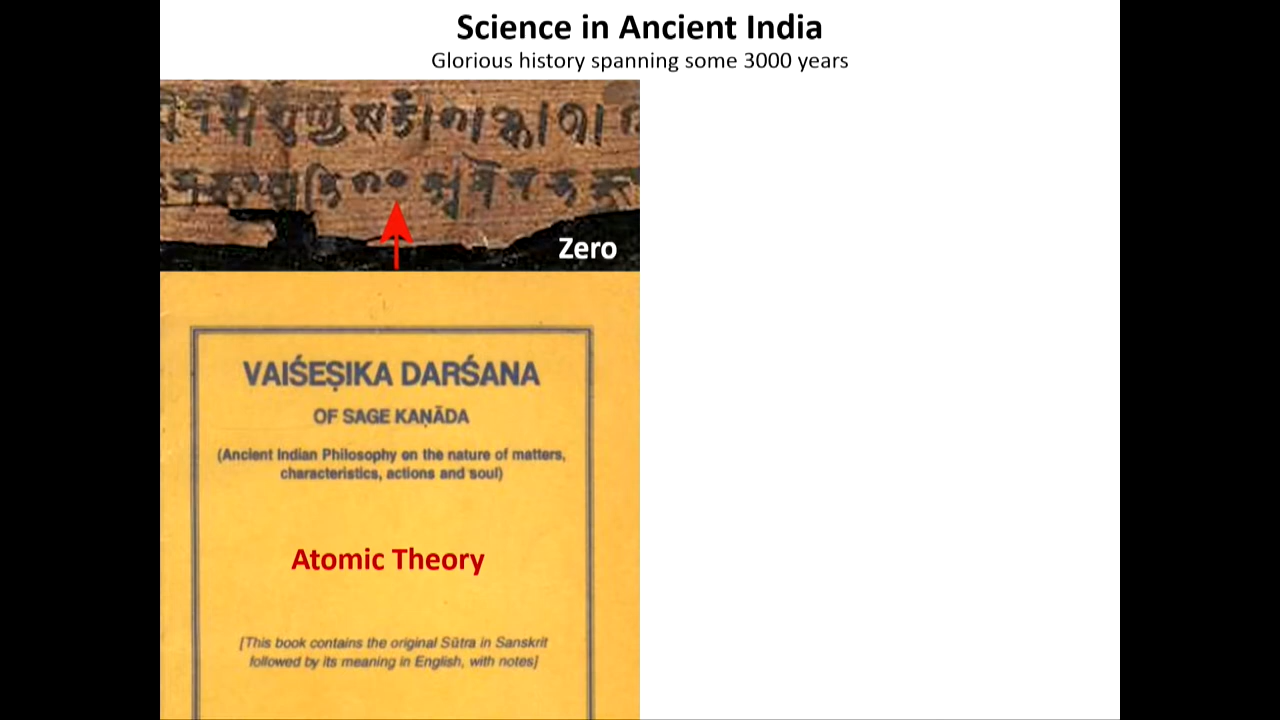 Science in Ancient India
Glorious history spanning some 3000 years
Zero
VAIŚEṢIKA DARŚANA
OF SAGE KAṆĀDA
(Ancient Indian Philosophy on the nature of matters,
characteristics, actions and soul)
Atomic Theory
[This book contains the original Sūtra in Sanskrit
followed by its meaning in English, with notes]